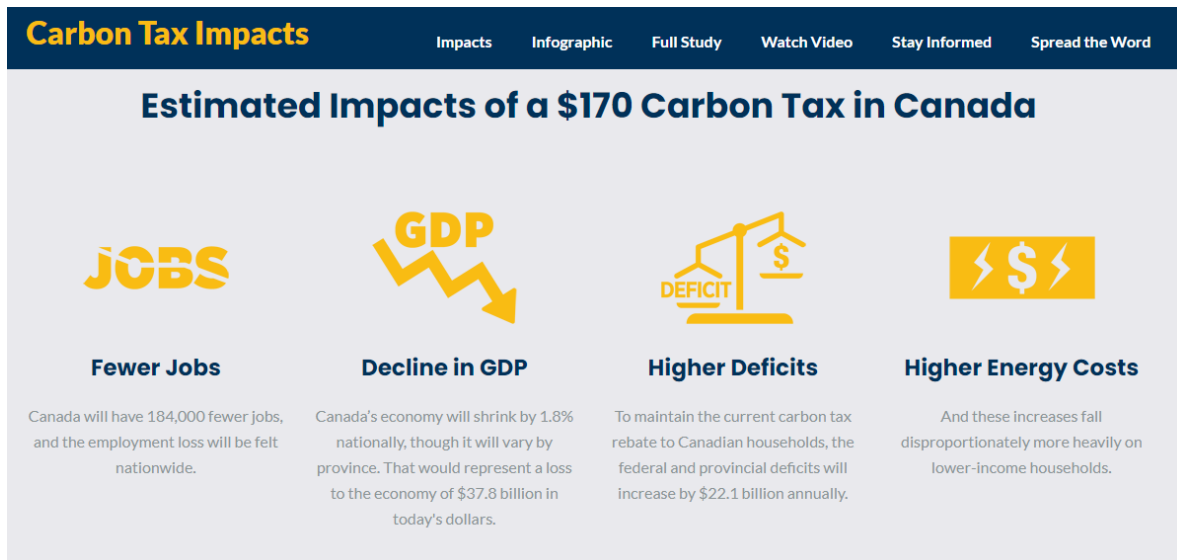 Carbon Tax Impacts
Impacts Infographic Full Study Watch Video Stay Informed Spread the Word
Estimated Impacts of a $170 Carbon Tax in Canada
JOBS
GDP
DEFICIT
$
$
Fewer Jobs
Canada will have 184,000 fewer jobs,
and the employment loss will be felt
nationwide.
Decline in GDP
Canada's economy will shrink by 1.8%
nationally, though it will vary by
province. That would represent a loss
to the economy of $37.8 billion in
today's dollars.
Higher Deficits
To maintain the current carbon tax
rebate to Canadian households, the
federal and provincial deficits will
increase by $22.1 billion annually.
Higher Energy Costs
And these increases fall
disproportionately more heavily on
lower-income households.